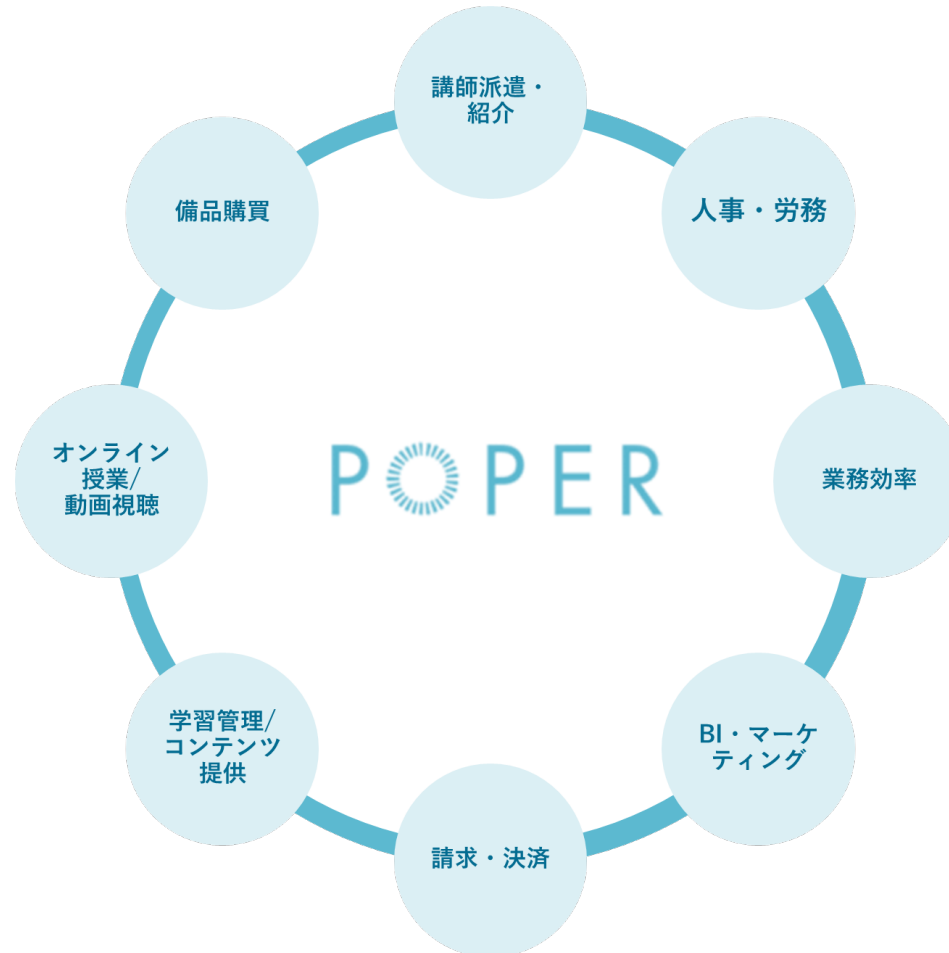 講師派遣・
紹介
人事・労務
業務効率
BI・マーケ
ティング
請求・決済
学習管理/
コンテンツ
提供
オンライン
授業/
動画視聴
備品購買
POPER